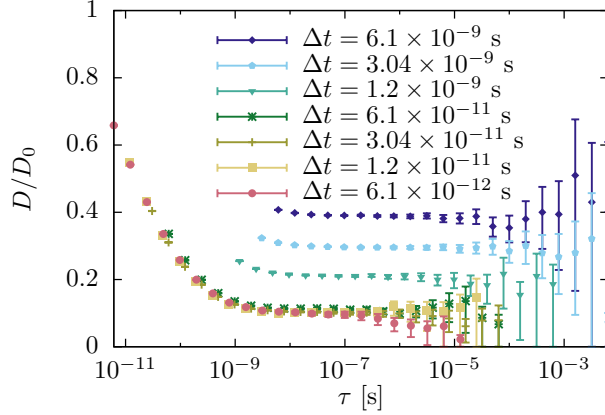 1
0.8
0.6
0.4
0.2
0
D/D₀
Δt = 6.1 × 10⁻⁹ s
Δt = 3.04 × 10⁻⁹ s
Δt = 1.2 × 10⁻⁹ s
Δt = 6.1 × 10⁻¹¹ s
Δt = 3.04 × 10⁻¹¹ s
Δt = 1.2 × 10⁻¹¹ s
Δt = 6.1 × 10⁻¹² s
10⁻¹¹ 10⁻⁹ 10⁻⁷ 10⁻⁵ 10⁻³
τ [s]